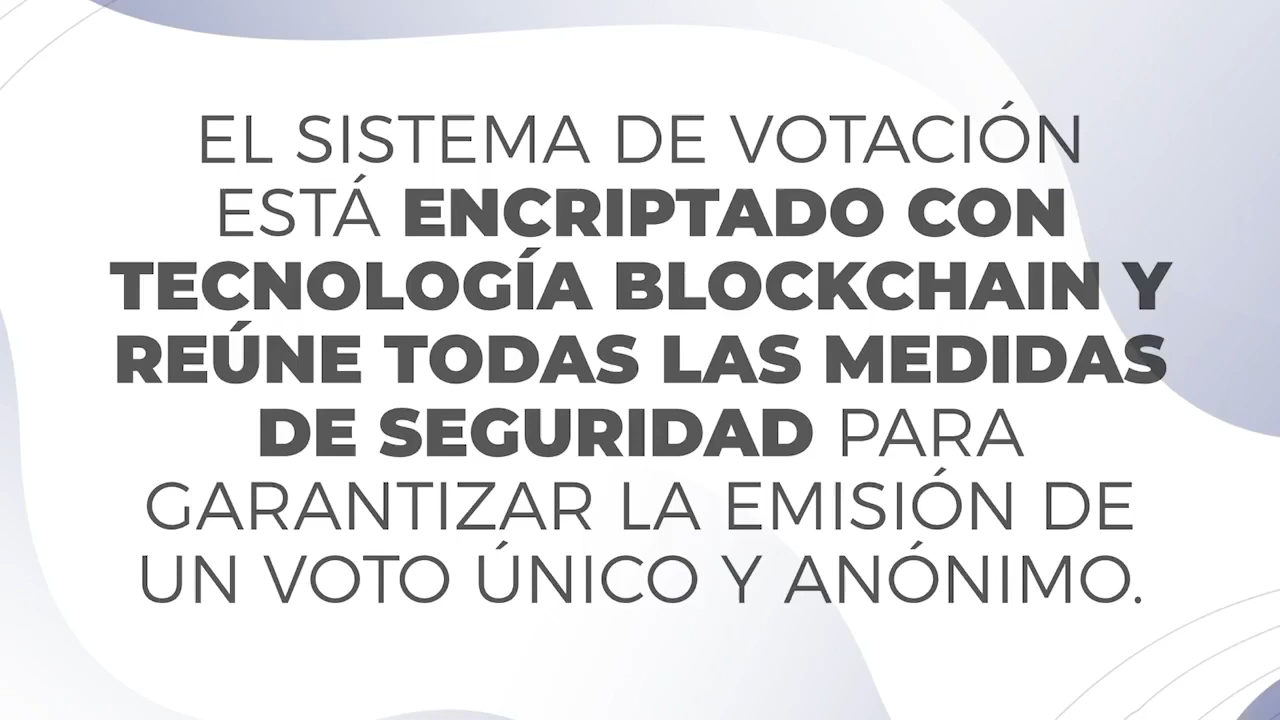 EL SISTEMA DE VOTACIÓN
ESTÁ ENCRIPTADO CON
TECNOLOGÍA BLOCKCHAIN Y
REÚNE TODAS LAS MEDIDAS
DE SEGURIDAD PARA
GARANTIZAR LA EMISIÓN DE
UN VOTO ÚNICO Y ANÓNIMO.